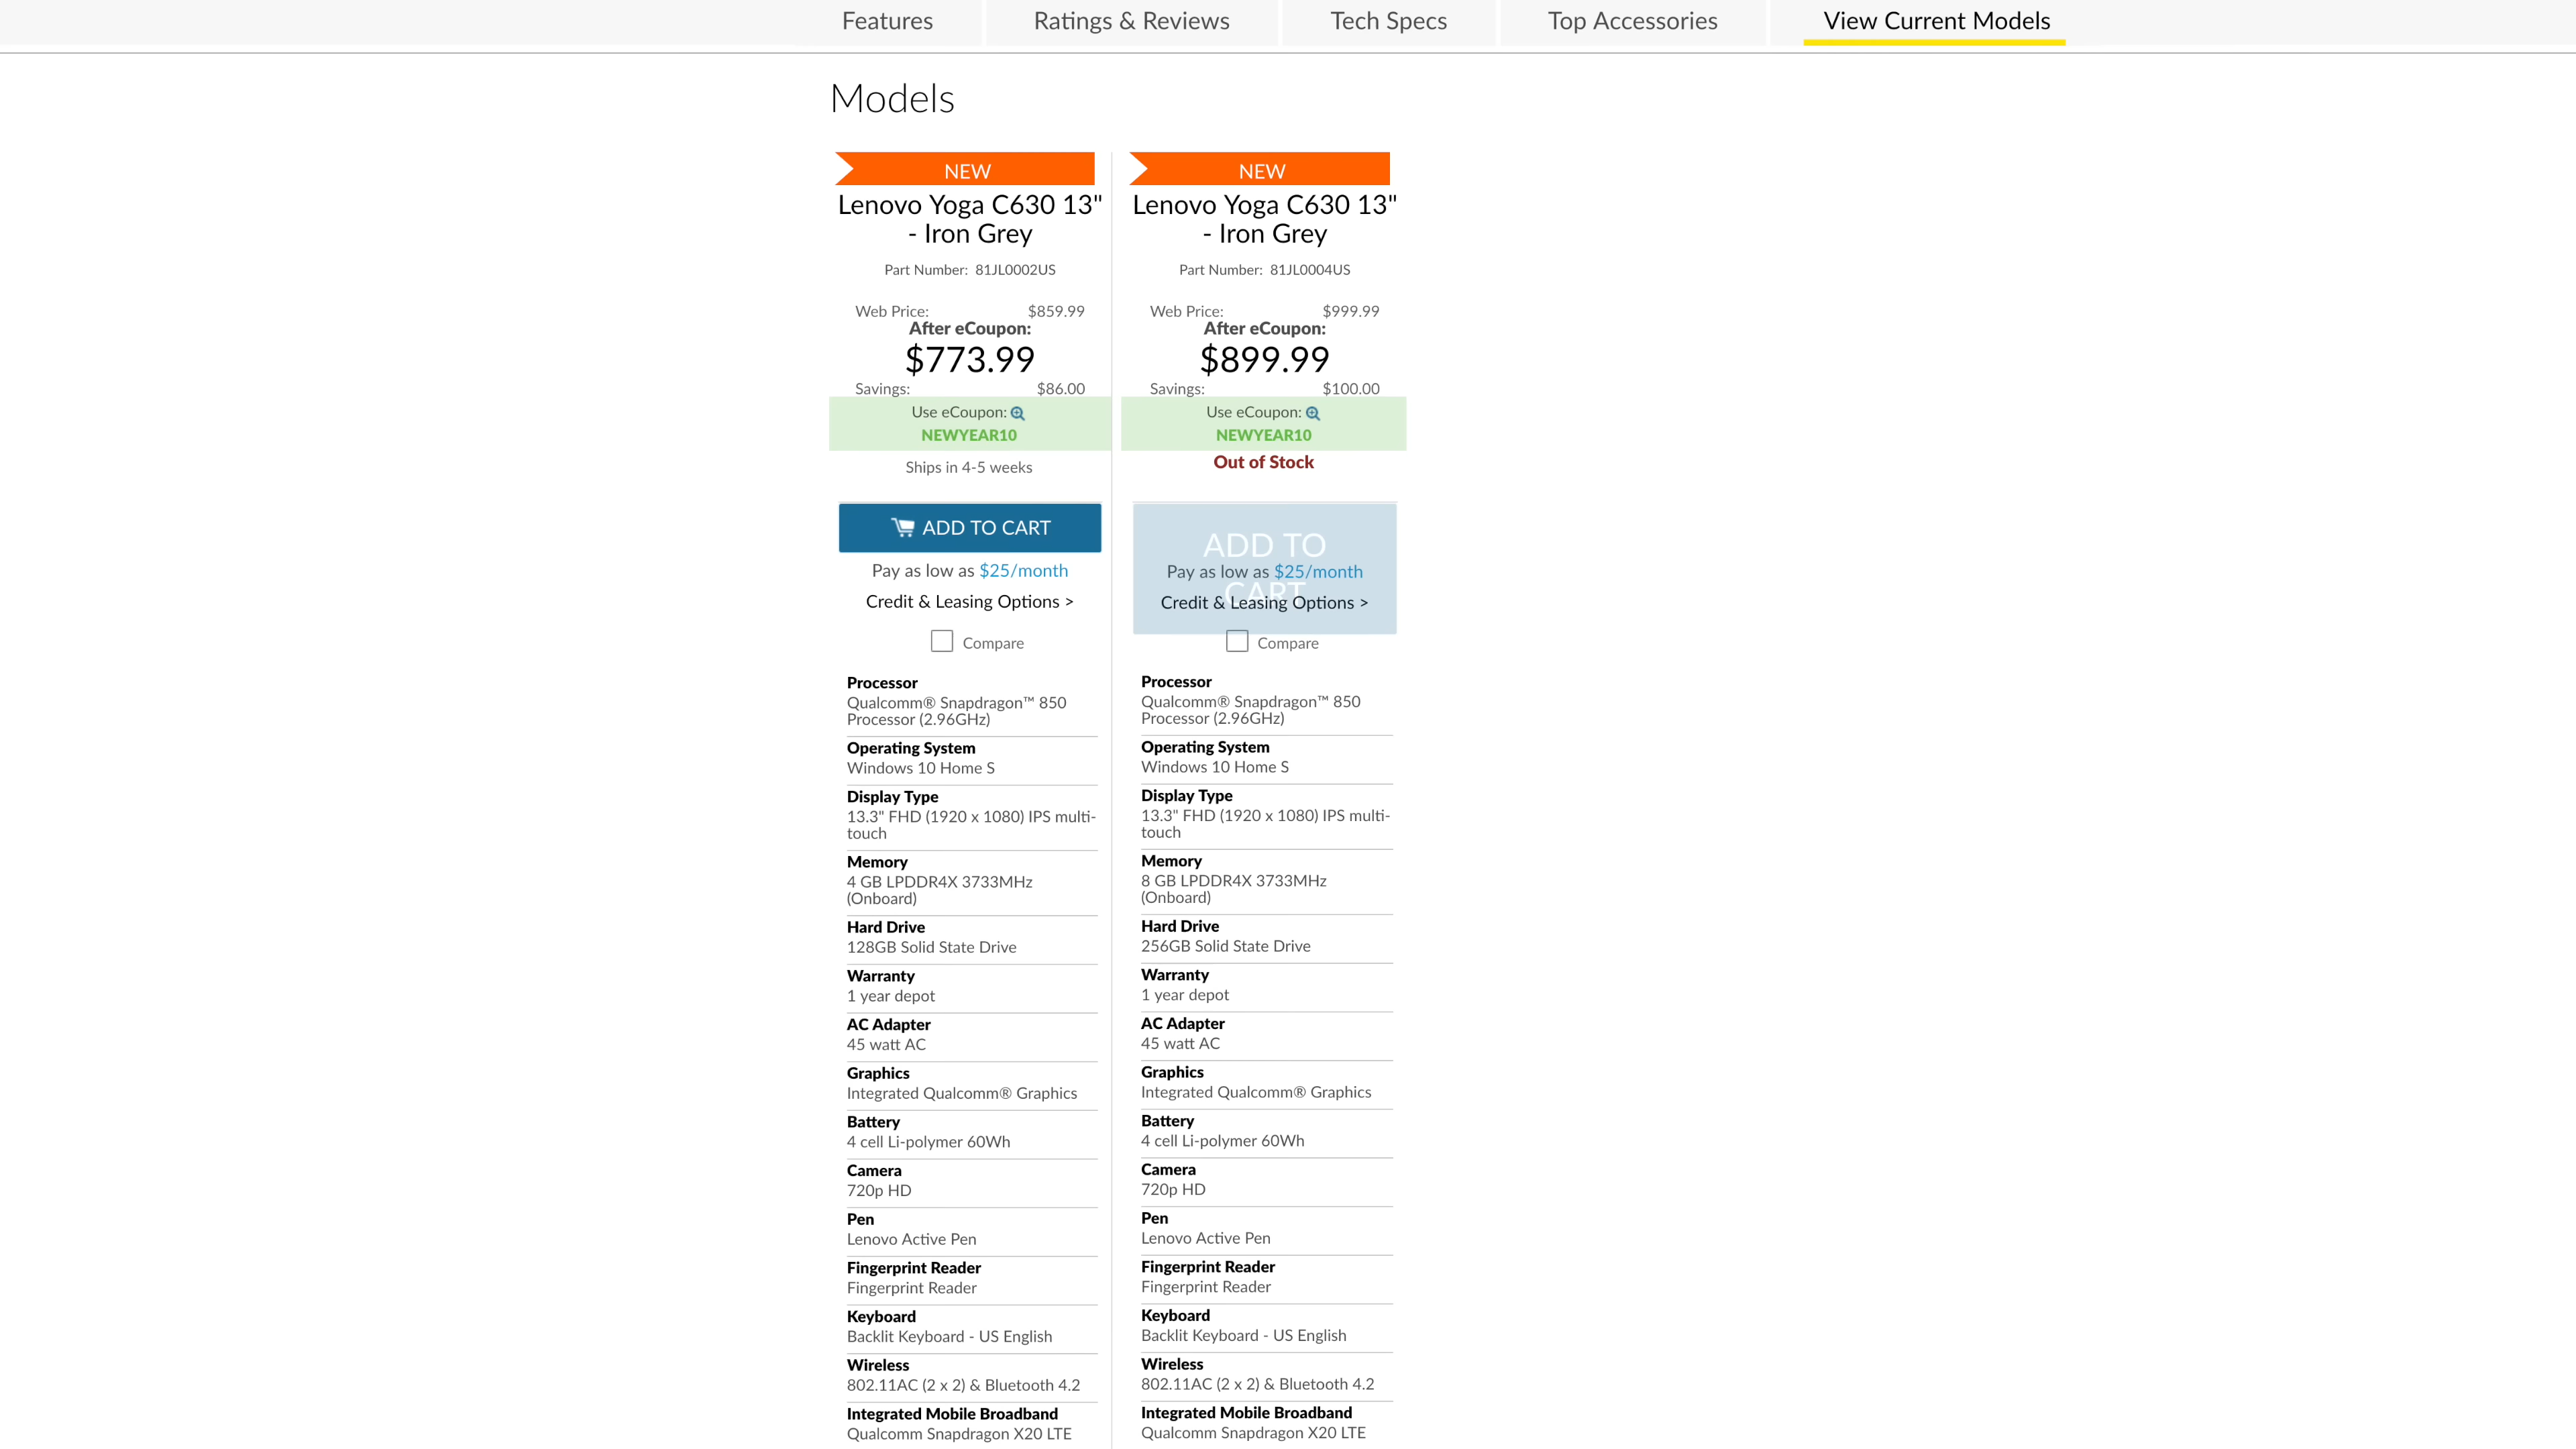 Features
Ratings & Reviews
Tech Specs
Top Accessories
View Current Models
Models
NEW
Lenovo Yoga C630 13"
- Iron Grey
Part Number: 81JL0002US
Web Price: $859.99
After eCoupon:
$773.99
Savings: $86.00
Use eCoupon:
NEWYEAR10
Ships in 4-5 weeks
ADD TO CART
Pay as low as $25/month
Credit & Leasing Options >
Compare
Processor
Qualcomm® Snapdragon™ 850
Processor (2.96GHz)
Operating System
Windows 10 Home S
Display Type
13.3" FHD (1920 x 1080) IPS multi-
touch
Memory
4 GB LPDDR4X 3733MHz
(Onboard)
Hard Drive
128GB Solid State Drive
Warranty
1 year depot
AC Adapter
45 watt AC
Graphics
Integrated Qualcomm® Graphics
Battery
4 cell Li-polymer 60Wh
Camera
720p HD
Pen
Lenovo Active Pen
Fingerprint Reader
Fingerprint Reader
Keyboard
Backlit Keyboard - US English
Wireless
802.11AC (2 x 2) & Bluetooth 4.2
Integrated Mobile Broadband
Qualcomm Snapdragon X20 LTE
NEW
Lenovo Yoga C630 13"
- Iron Grey
Part Number: 81JL0004US
Web Price: $999.99
After eCoupon:
$899.99
Savings: $100.00
Use eCoupon:
NEWYEAR10
Out of Stock
ADD TO
CART
Pay as low as $25/month
Credit & Leasing Options >
Compare
Processor
Qualcomm® Snapdragon™ 850
Processor (2.96GHz)
Operating System
Windows 10 Home S
Display Type
13.3" FHD (1920 x 1080) IPS multi-
touch
Memory
8 GB LPDDR4X 3733MHz
(Onboard)
Hard Drive
256GB Solid State Drive
Warranty
1 year depot
AC Adapter
45 watt AC
Graphics
Integrated Qualcomm® Graphics
Battery
4 cell Li-polymer 60Wh
Camera
720p HD
Pen
Lenovo Active Pen
Fingerprint Reader
Fingerprint Reader
Keyboard
Backlit Keyboard - US English
Wireless
802.11AC (2 x 2) & Bluetooth 4.2
Integrated Mobile Broadband
Qualcomm Snapdragon X20 LTE